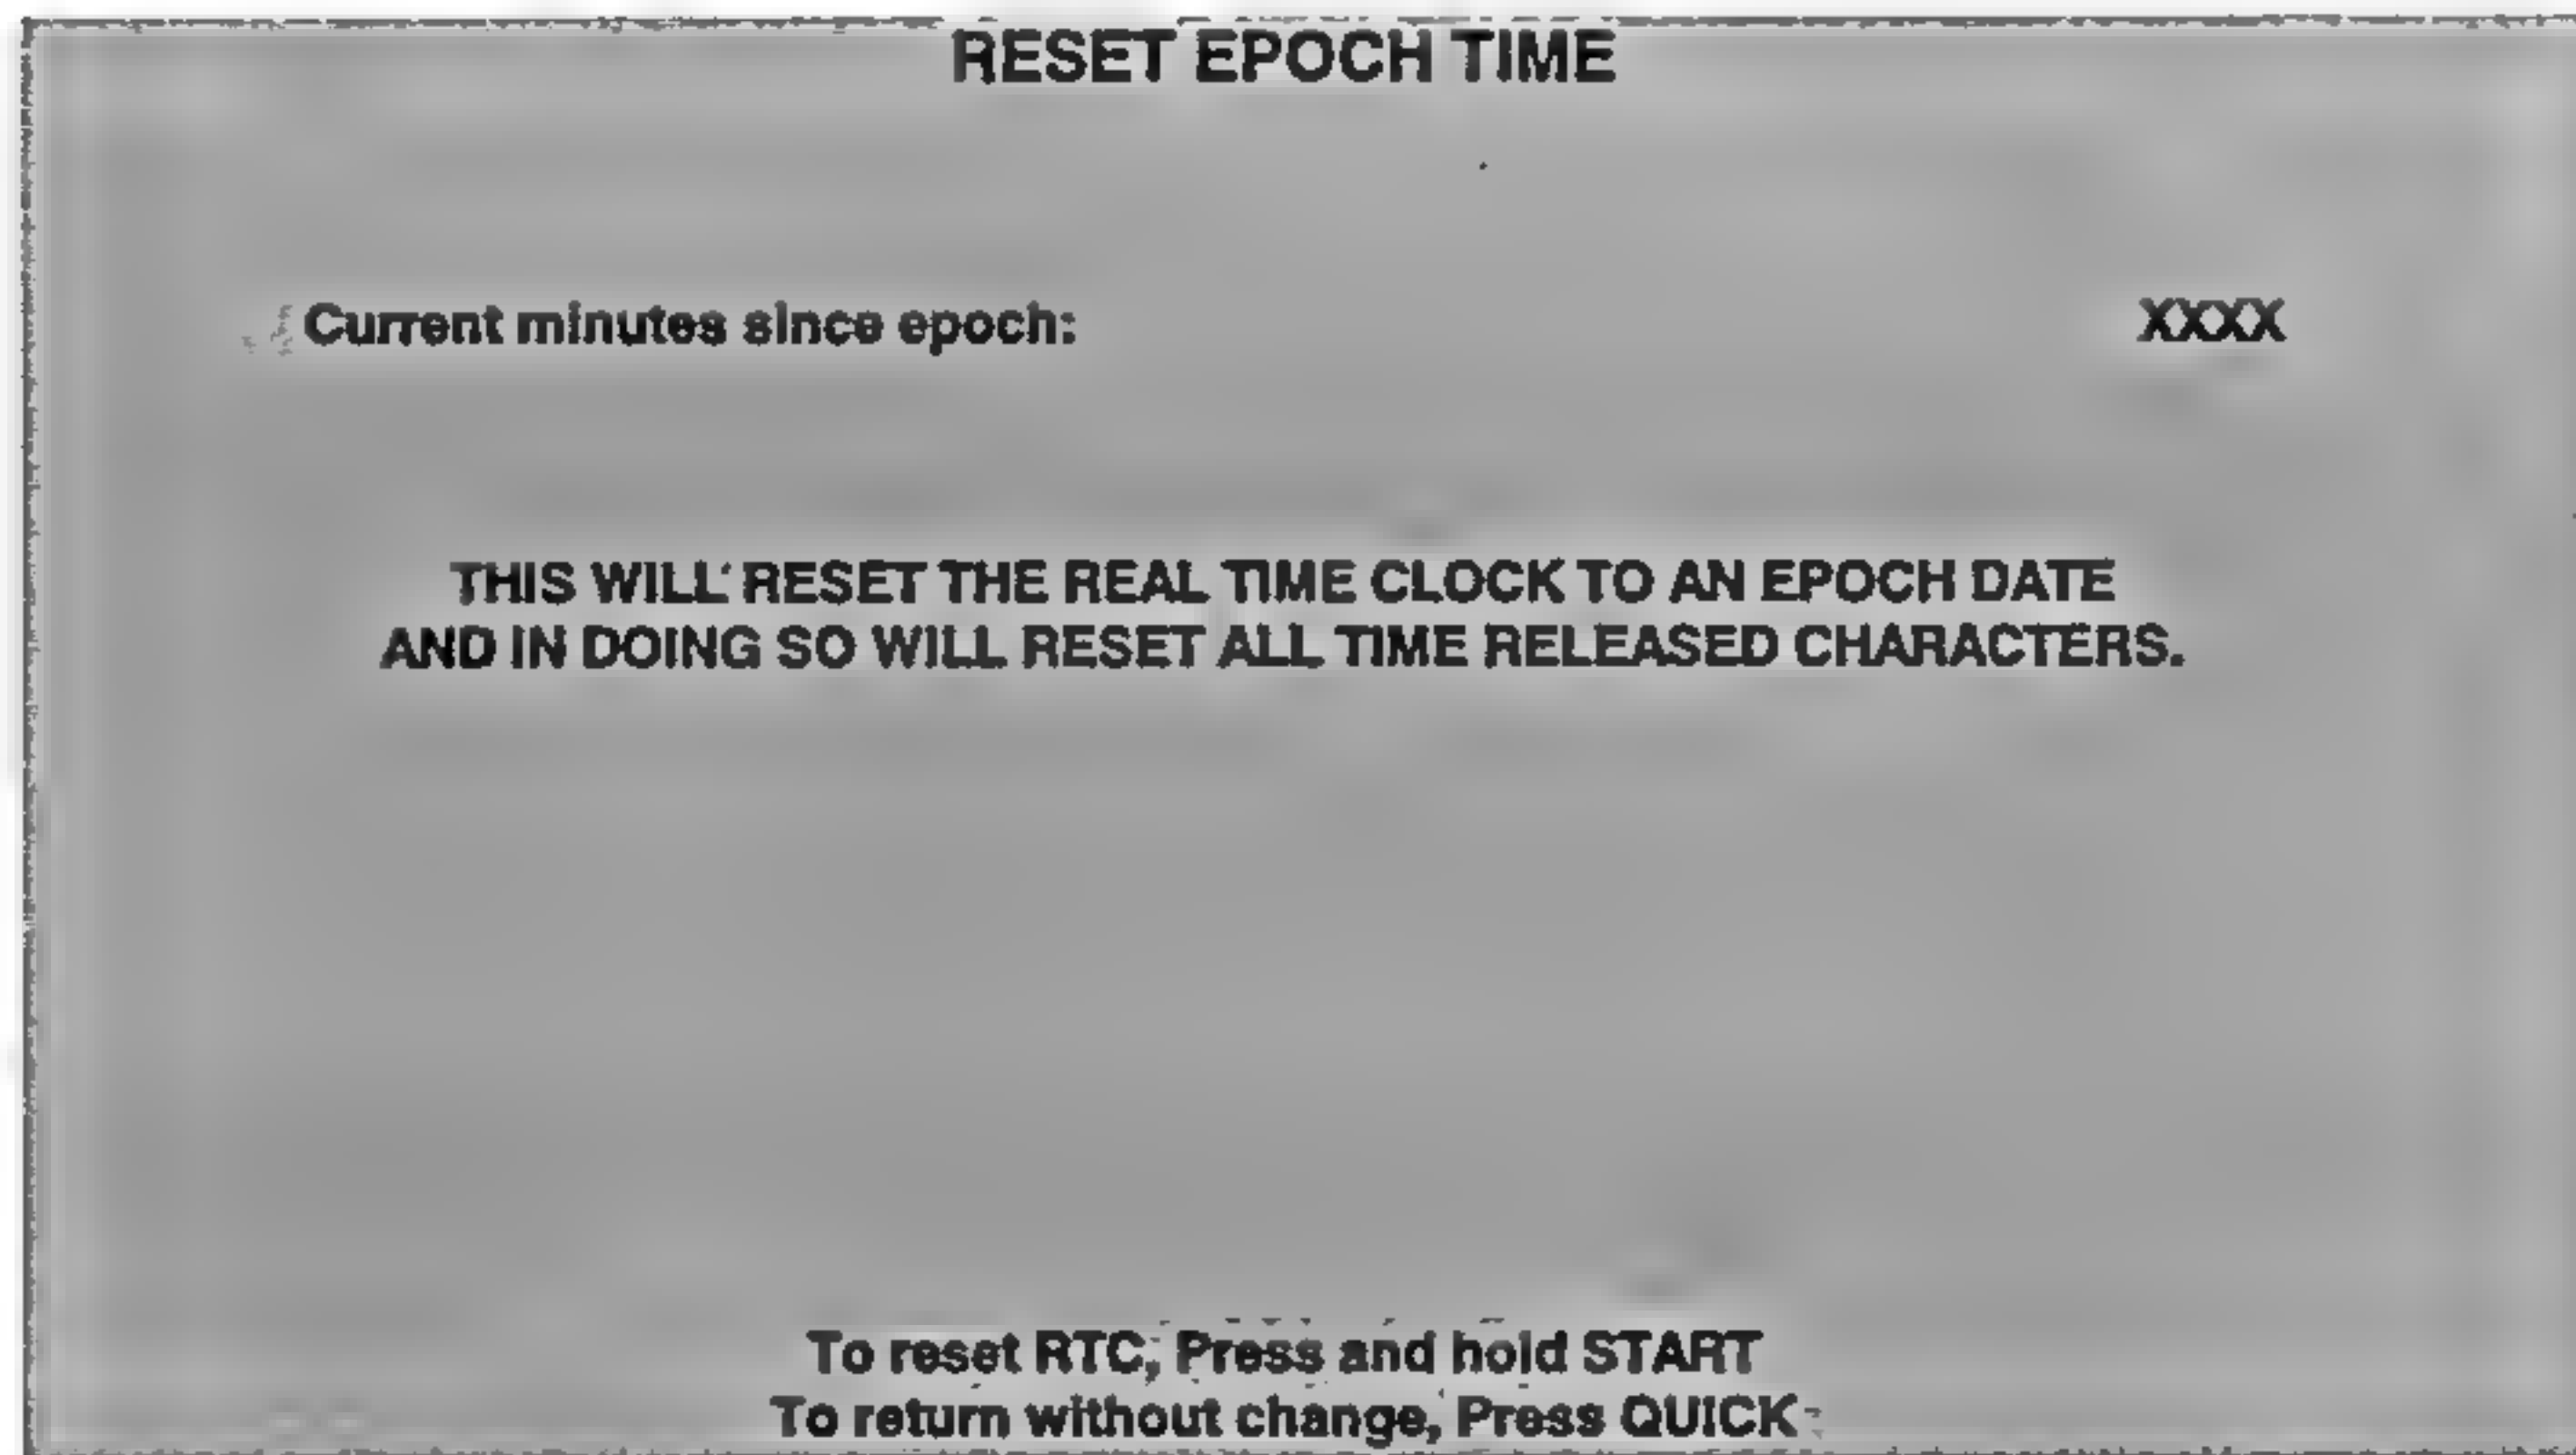 RESET EPOCH TIME
Current minutes since epoch: XXXX
THIS WILL RESET THE REAL TIME CLOCK TO AN EPOCH DATE
AND IN DOING SO WILL RESET ALL TIME RELEASED CHARACTERS.
To reset RTC, Press and hold START
To return without change, Press QUICK